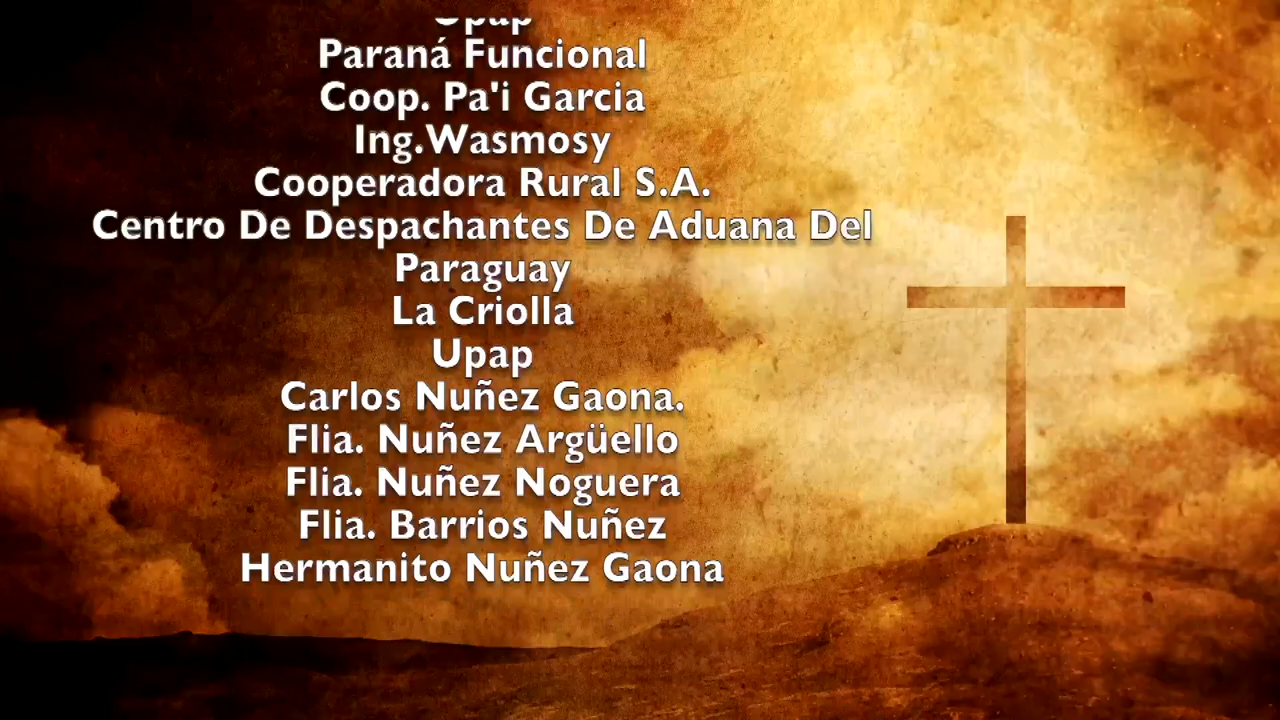 Upap
Paraná Funcional
Coop. Pa'i Garcia
Ing.Wasmosy
Cooperadora Rural S.A.
Centro De Despachantes De Aduana Del
Paraguay
La Criolla
Upap
Carlos Nuñez Gaona.
Flia. Nuñez Argüello
Flia. Nuñez Noguera
Flia. Barrios Nuñez
Hermanito Nuñez Gaona